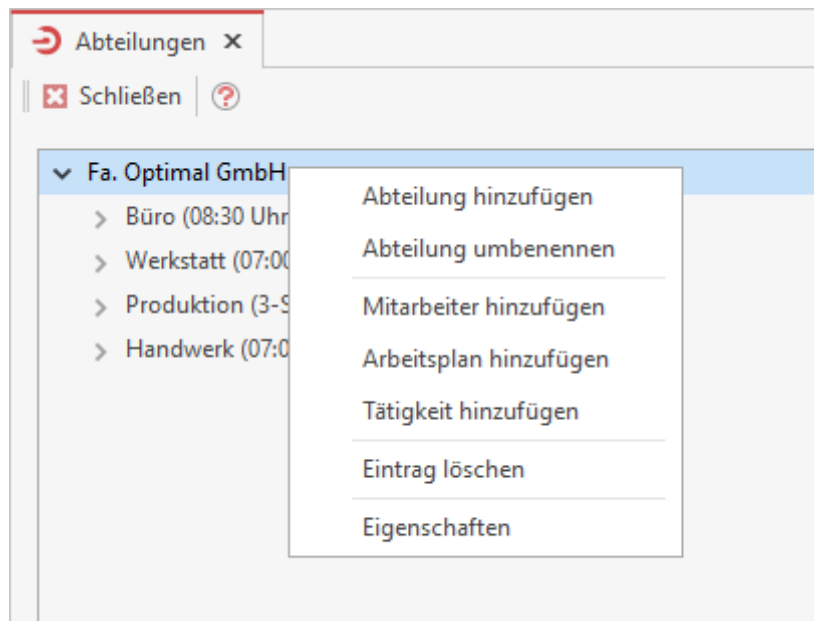 Abteilungen
Schließen
Fa. Optimal GmbH
Büro (08:30 Uhr
Werkstatt (07:00
Produktion (3-S
Handwerk (07:0
Abteilung hinzufügen
Abteilung umbenennen
Mitarbeiter hinzufügen
Arbeitsplan hinzufügen
Tätigkeit hinzufügen
Eintrag löschen
Eigenschaften